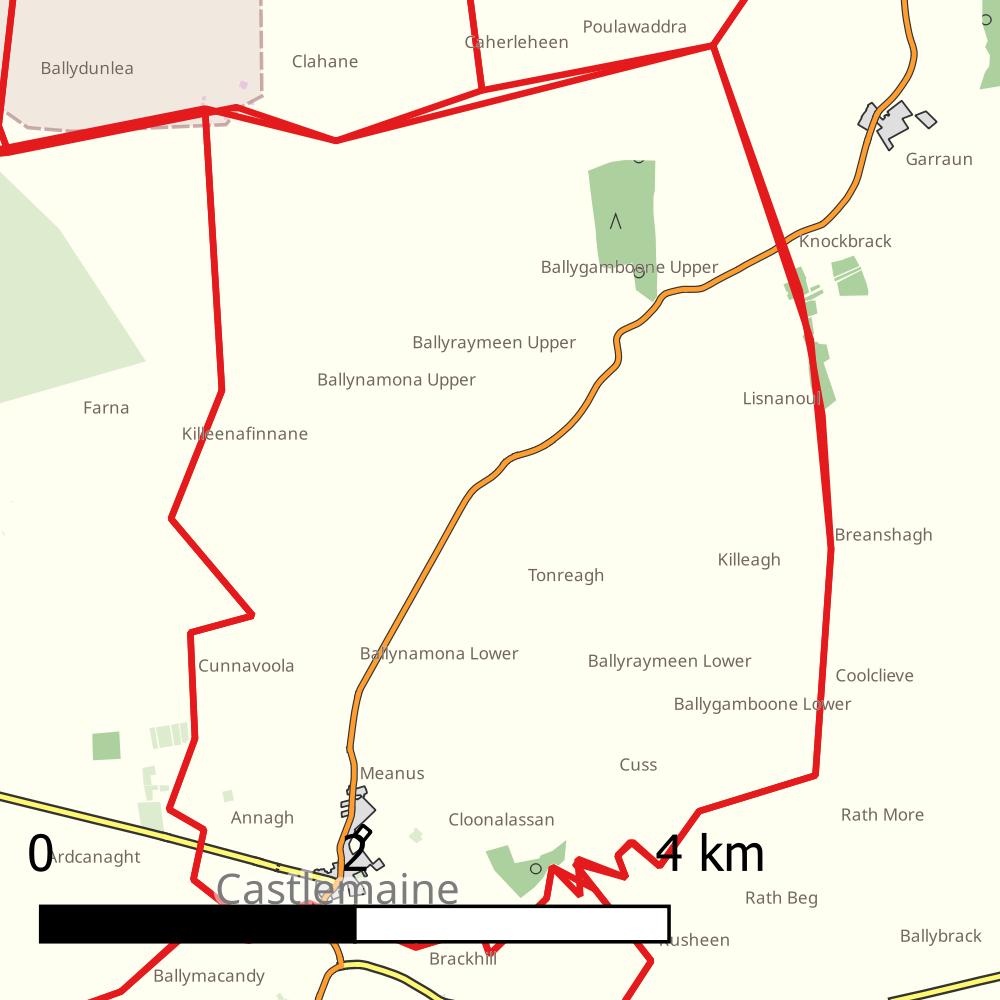 Poulawaddra
Caherleheen
Clahane
Ballydunlea
Garraun
Knockbrack
Ballygamboone Upper
Ballyraymeen Upper
Ballynamona Upper
Lisnanoul
Farna
Killeenafinnane
Breanshagh
Killeagh
Tonreagh
Ballynamona Lower
Ballyraymeen Lower
Cunnavoola
Coolclieve
Ballygamboone Lower
Cuss
Meanus
Rath More
Annagh
Cloonalassan
0 2 4 km
Ardcanaght
Castlemaine
Rath Beg
Rusheen
Ballybrack
Brackhill
Ballymacandy